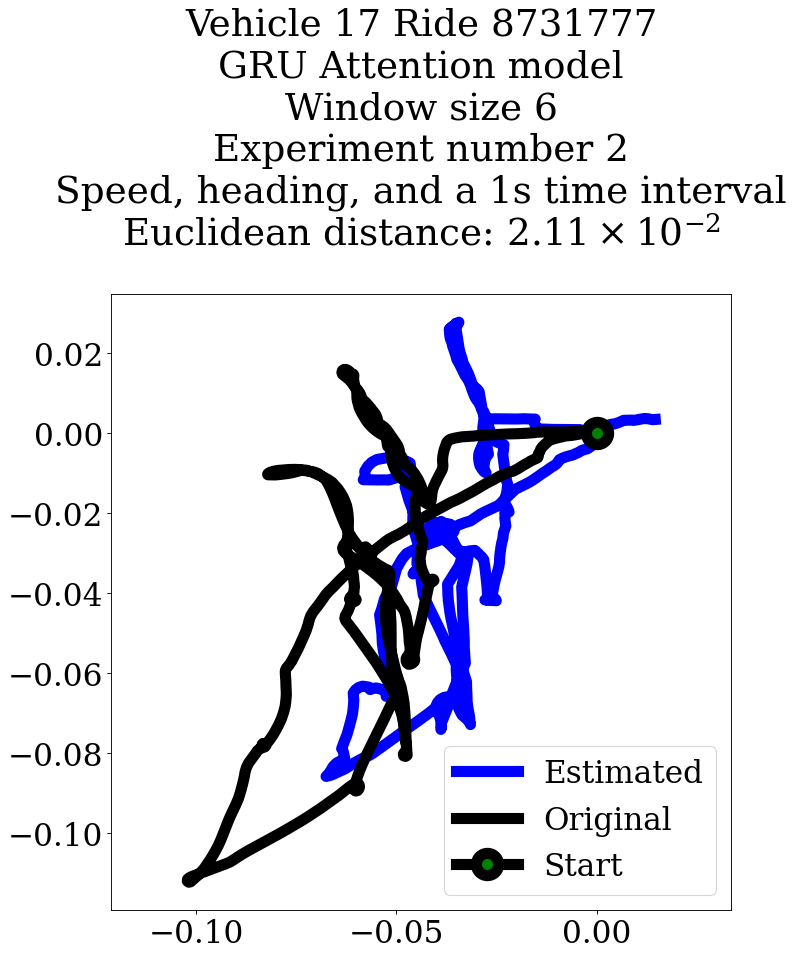 Vehicle 17 Ride 8731777
GRU Attention model
Window size 6
Experiment number 2
Speed, heading, and a 1s time interval
Euclidean distance: 2.11 × 10⁻²
0.02
0.00
−0.02
−0.04
−0.06
−0.08
−0.10
Estimated
Original
Start
−0.10
−0.05
0.00